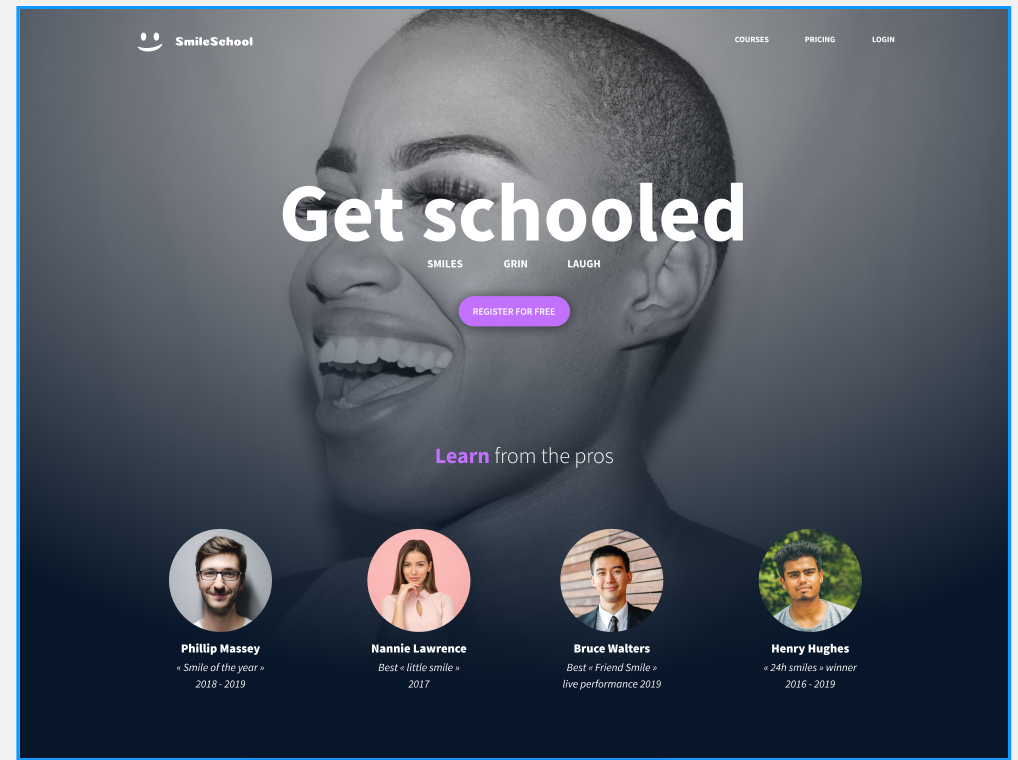 SmileSchool
COURSES PRICING LOGIN
Get schooled
SMILES GRIN LAUGH
REGISTER FOR FREE
Learn from the pros
Phillip Massey
« Smile of the year »
2018 - 2019
Nannie Lawrence
Best « little smile »
2017
Bruce Walters
Best « Friend Smile »
live performance 2019
Henry Hughes
« 24h smiles » winner
2016 - 2019